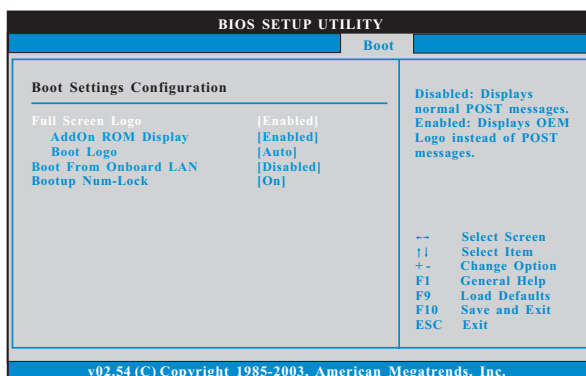 BIOS SETUP UTILITY
Boot
Boot Settings Configuration
Full Screen Logo [Enabled]
AddOn ROM Display [Enabled]
Boot Logo [Auto]
Boot From Onboard LAN [Disabled]
Bootup Num-Lock [On]
Disabled: Displays
normal POST messages.
Enabled: Displays OEM
Logo instead of POST
messages.
←→ Select Screen
↑↓ Select Item
+ - Change Option
F1 General Help
F9 Load Defaults
F10 Save and Exit
ESC Exit
v02.54 (C) Copyright 1985-2003, American Megatrends, Inc.